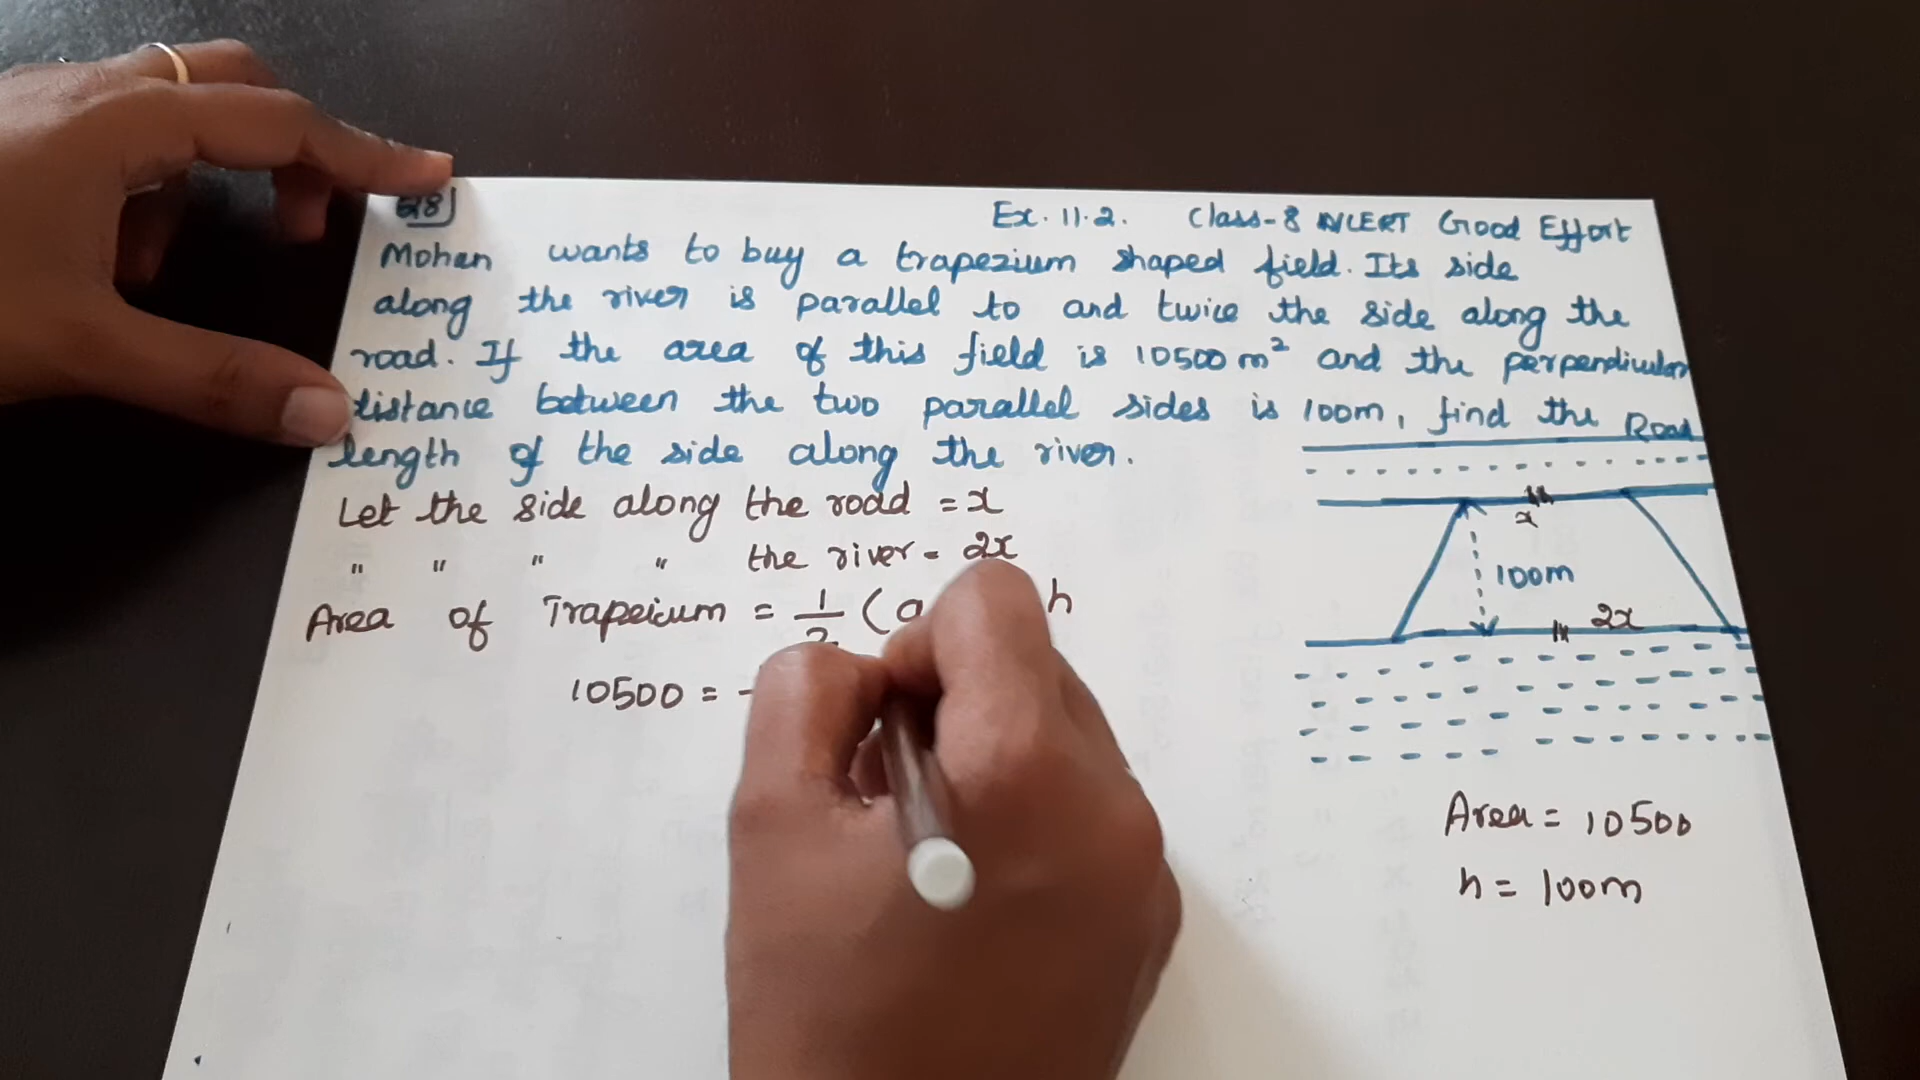 Q8
Ex. 11.2. Class-8 NCERT Good Effort
Mohan wants to buy a trapezium shaped field. Its side
along the river is parallel to and twice the side along the
road. If the area of this field is 10500 m² and the perpendicular
distance between the two parallel sides is 100m, find the
length of the side along the river.
Road
Let the side along the road = x
" " " " the river = 2x
Area of Trapeicum = 1/2 (a h
10500 =
x
100m
2x
Area = 10500
h = 100m